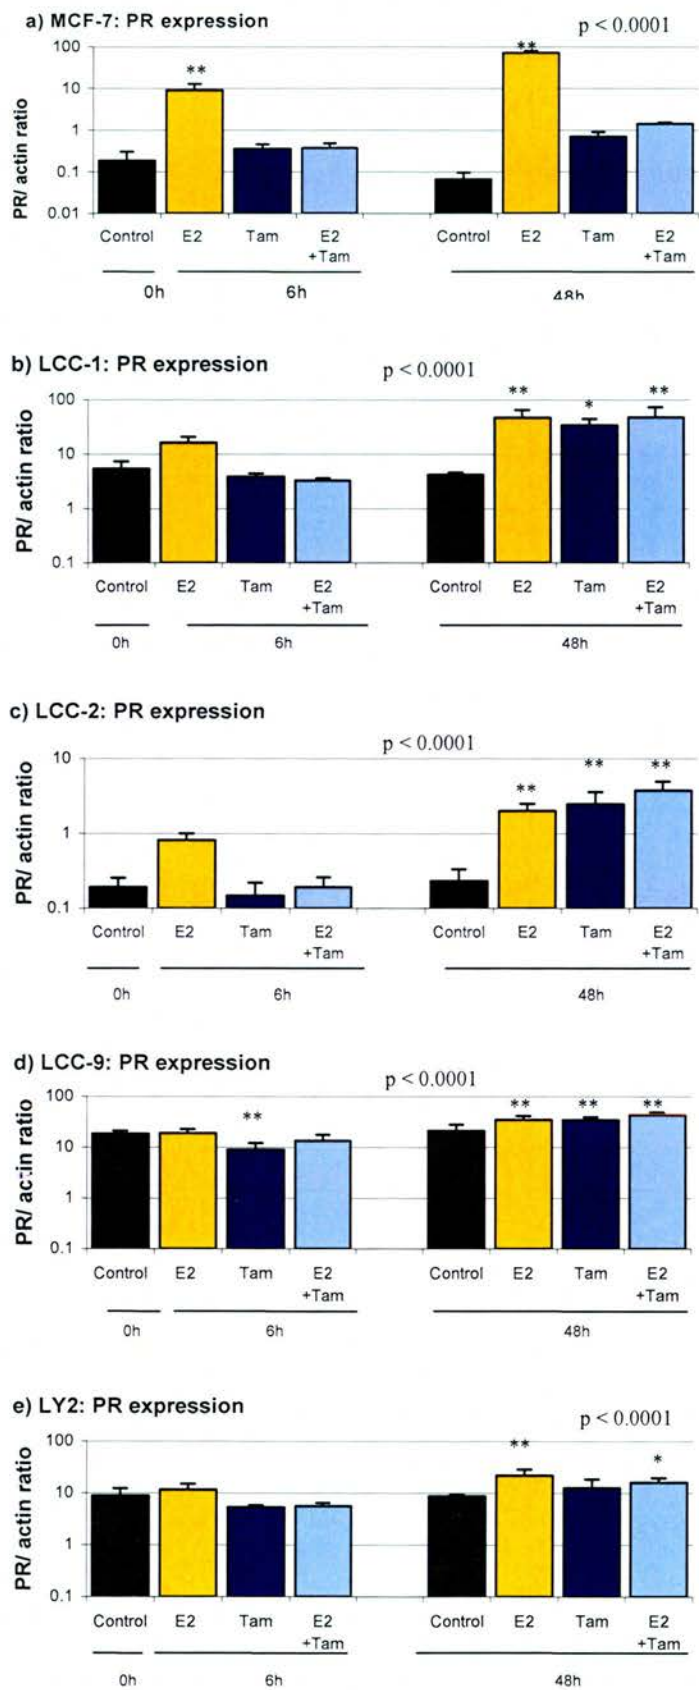 a) MCF-7: PR expression
p < 0.0001
PR/ actin ratio
100
10
1
0.1
0.01
**
**
Control E2 Tam E2 +Tam Control E2 Tam E2 +Tam
0h 6h 48h
b) LCC-1: PR expression
p < 0.0001
PR/ actin ratio
100
10
1
0.1
** * **
Control E2 Tam E2 +Tam Control E2 Tam E2 +Tam
0h 6h 48h
c) LCC-2: PR expression
p < 0.0001
PR/ actin ratio
10
1
0.1
** ** **
Control E2 Tam E2 +Tam Control E2 Tam E2 +Tam
0h 6h 48h
d) LCC-9: PR expression
p < 0.0001
PR/ actin ratio
100
10
1
0.1
** ** ** **
Control E2 Tam E2 +Tam Control E2 Tam E2 +Tam
0h 6h 48h
e) LY2: PR expression
p < 0.0001
PR/ actin ratio
100
10
1
0.1
** *
Control E2 Tam E2 +Tam Control E2 Tam E2 +Tam
0h 6h 48h